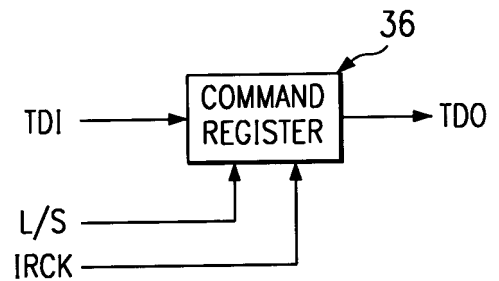 36
COMMAND
REGISTER
TDI
TDO
L/S
IRCK